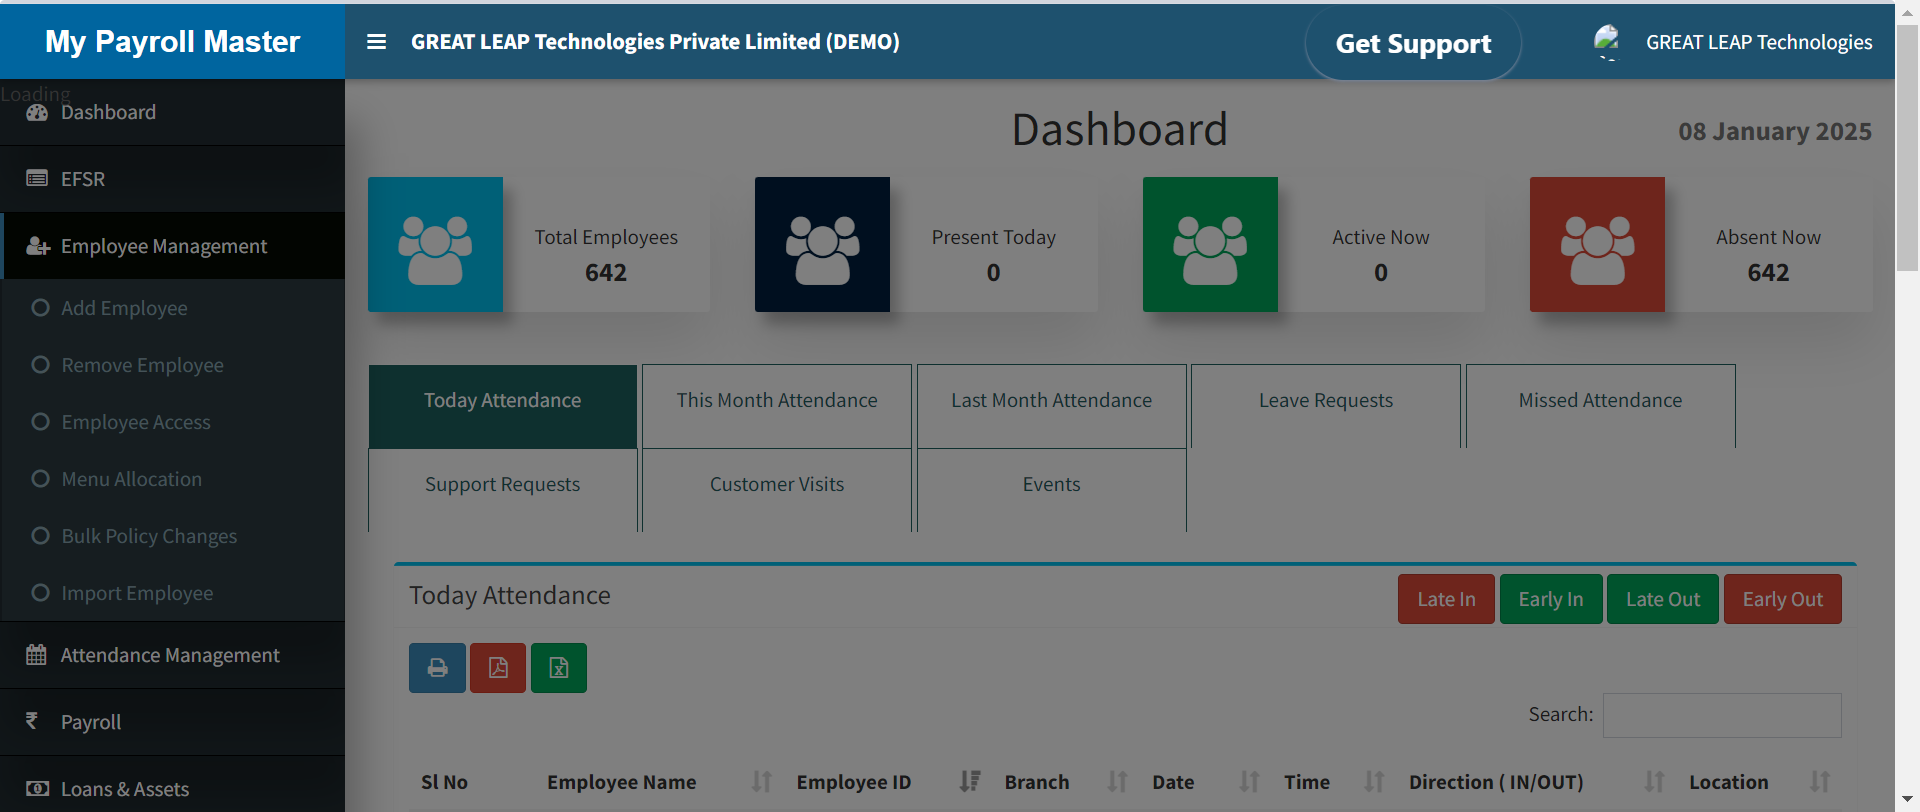 My Payroll Master
GREAT LEAP Technologies Private Limited (DEMO)
Get Support
GREAT LEAP Technologies
Loading
Dashboard
EFSR
Employee Management
Add Employee
Remove Employee
Employee Access
Menu Allocation
Bulk Policy Changes
Import Employee
Attendance Management
Payroll
Loans & Assets
Dashboard
08 January 2025
Total Employees
642
Present Today
0
Active Now
0
Absent Now
642
Today Attendance
This Month Attendance
Last Month Attendance
Leave Requests
Missed Attendance
Support Requests
Customer Visits
Events
Today Attendance
Late In
Early In
Late Out
Early Out
Search:
Sl No Employee Name Employee ID Branch Date Time Direction ( IN/OUT) Location